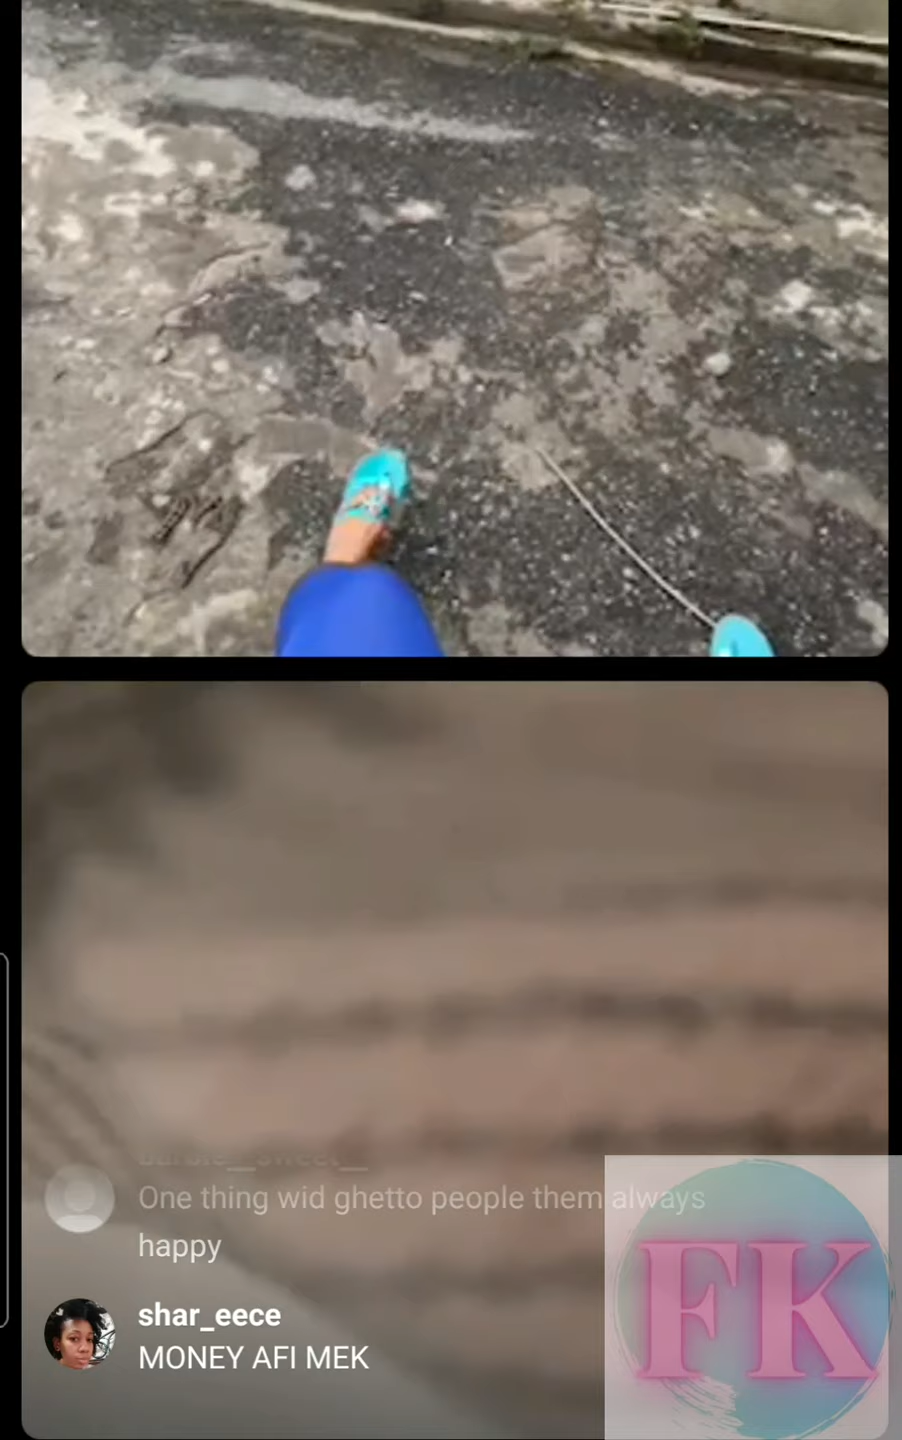 One thing wid ghetto people them always
happy
shar_eece
MONEY AFI MEK
FK